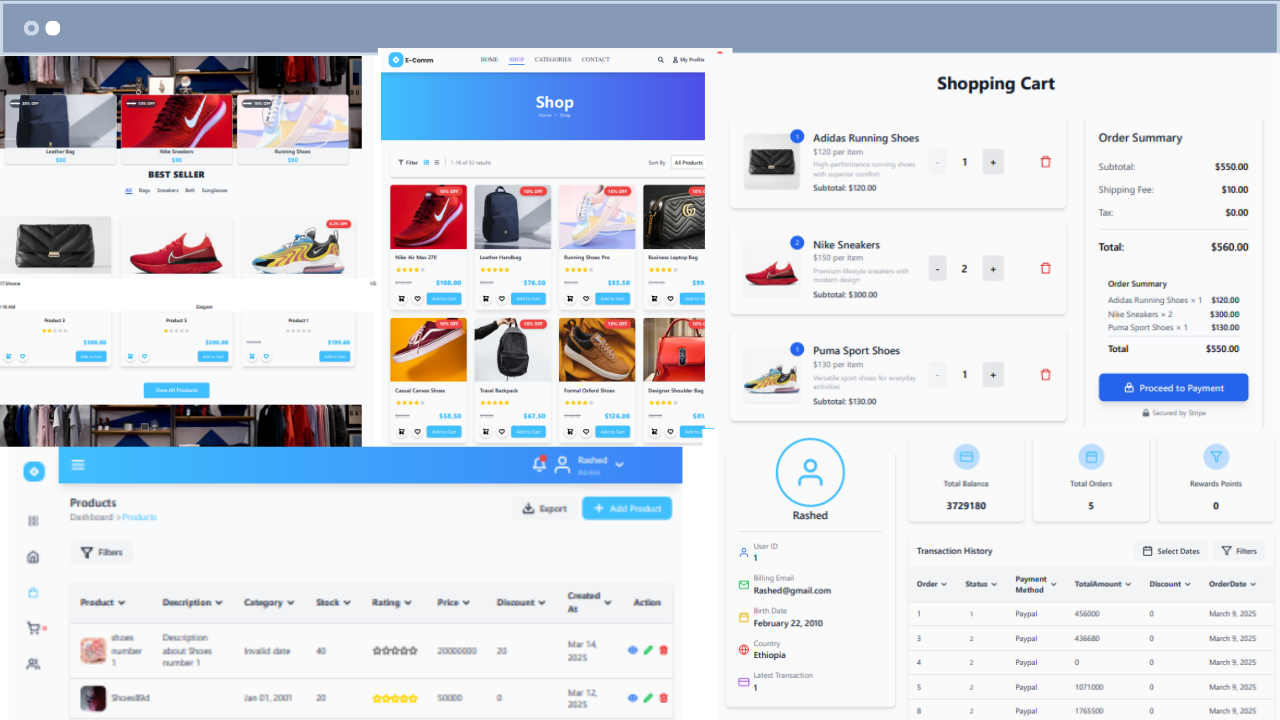 20% OFF
10% OFF
10% OFF
Leather Bag
Nike Sneakers
Running Shoes
$80
$90
$90
BEST SELLER
All Bags Sneakers Belt Sunglasses
0.2% OFF
Elegant
Product 3
Product 5
Product 1
$300.00
$300.00
$199.60
Add to Cart
Add to Cart
Add to Cart
View All Products
E-Comm
HOME SHOP CATEGORIES CONTACT
My Profile
Shop
Home > Shop
Filter
1-16 of 32 results
Sort By
All Products
10% OFF
10% OFF
10% OFF
Nike Air Max 270
Leather Handbag
Running Shoes Pro
Business Laptop Bag
$108.00
$76.50
$85.50
$99.
Add to Cart
Add to Cart
Add to Cart
Add to C
10% OFF
10% OFF
10% OFF
10% OFF
Casual Canvas Shoes
Travel Backpack
Formal Oxford Shoes
Designer Shoulder Bag
$58.50
$67.50
$126.00
$81.
Add to Cart
Add to Cart
Add to Cart
Shopping Cart
1
Adidas Running Shoes
$120 per item
High-performance running shoes
with superior comfort
Subtotal: $120.00
- 1 +
2
Nike Sneakers
$150 per item
Premium lifestyle sneakers with
modern design
Subtotal: $300.00
- 2 +
1
Puma Sport Shoes
$130 per item
Versatile sport shoes for everyday
activities
Subtotal: $130.00
- 1 +
Order Summary
Subtotal: $550.00
Shipping Fee: $10.00
Tax: $0.00
Total: $560.00
Order Summary
Adidas Running Shoes × 1 $120.00
Nike Sneakers × 2 $300.00
Puma Sport Shoes × 1 $130.00
Total $550.00
Proceed to Payment
Secured by Stripe
Rashed
Admin
Products
Dashboard >Products
Export
+ Add Product
Filters
Product Description Category Stock Rating Price Discount Created At Action
shoes number 1 Description about Shoes number 1 Invalid date 40 20000000 20 Mar 14, 2025
Shoes89d Jan 01, 2001 20 50000 0 Mar 12, 2025
Rashed
User ID
1
Billing Email
Rashed@gmail.com
Birth Date
February 22, 2010
Country
Ethiopia
Latest Transaction
1
Total Balance
3729180
Total Orders
5
Rewards Points
0
Transaction History
Select Dates
Filters
Order Status Payment Method TotalAmount Discount OrderDate
1 1 Paypal 456000 0 March 9, 2025
3 2 Paypal 436680 0 March 9, 2025
4 2 Paypal 0 0 March 9, 2025
5 2 Paypal 1071000 0 March 9, 2025
8 2 Paypal 1765500 0 March 9, 2025